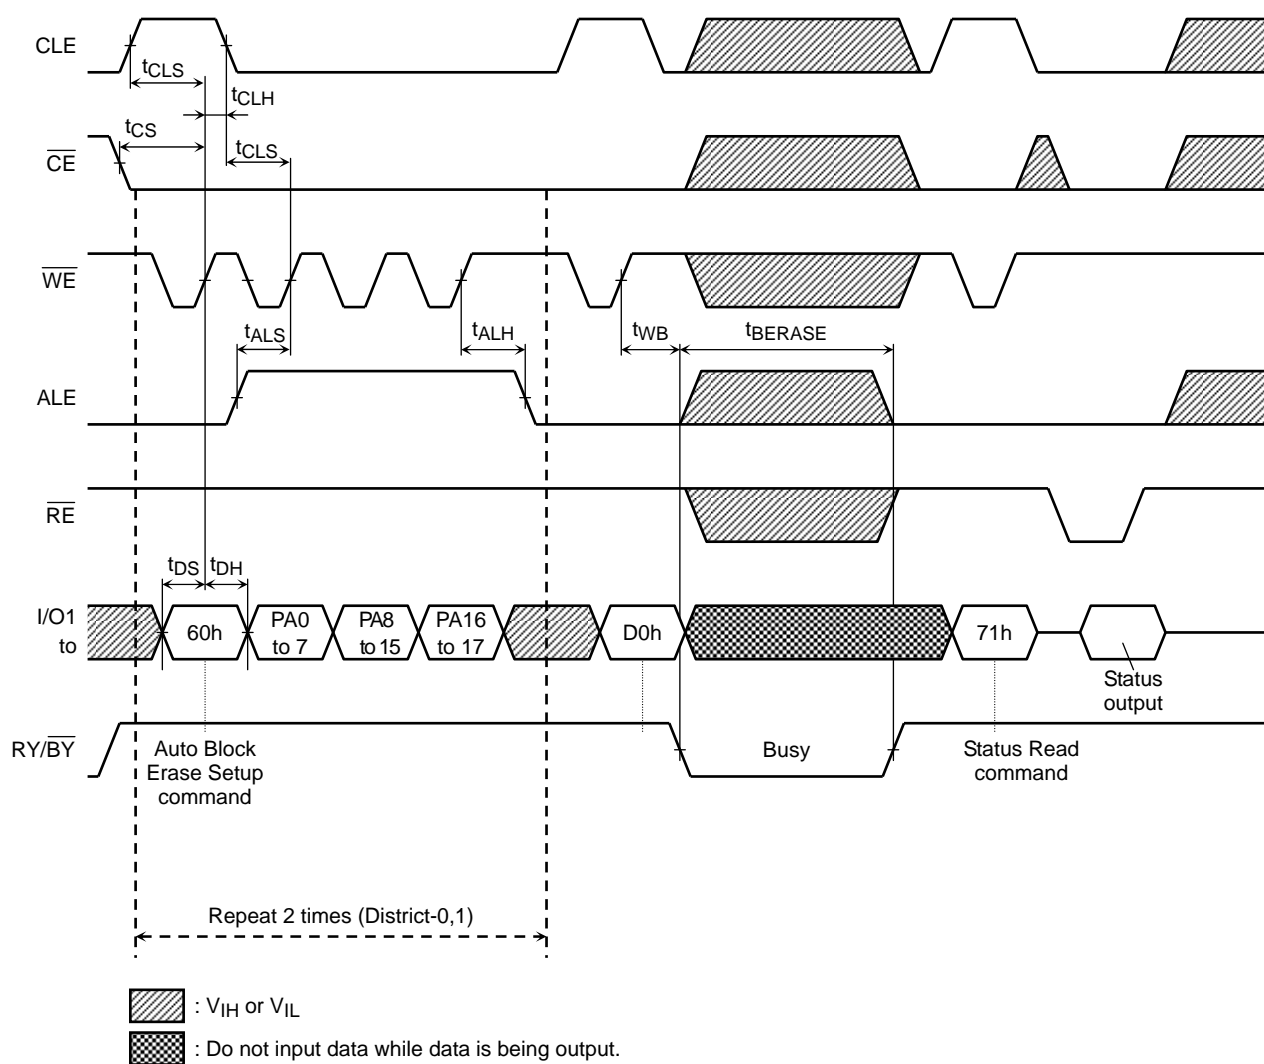 CLE
tCLS
tCLH
tCS
CE
tCLS
WE
tALS
tALH
tWB
tBERASE
ALE
RE
tDS
tDH
I/O1
to
60h
PA0
to 7
PA8
to 15
PA16
to 17
D0h
71h
Status
output
RY/BY
Auto Block
Erase Setup
command
Busy
Status Read
command
Repeat 2 times (District-0,1)
: VIH or VIL
: Do not input data while data is being output.